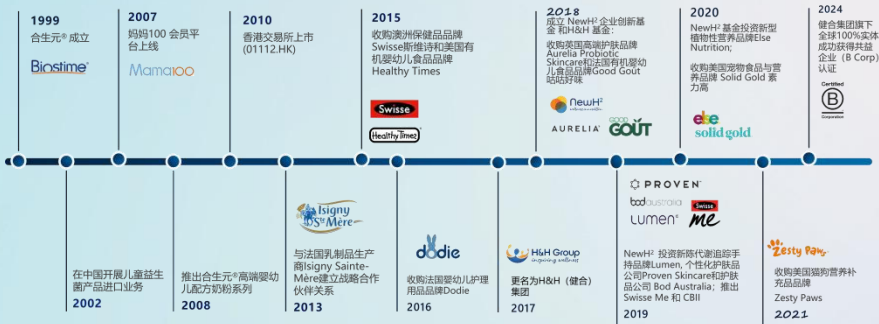 1999
合生元® 成立
Biostime®
2007
妈妈100 会员平
台上线
Mama100
2010
香港交易所上市
(01112.HK)
2015
收购澳洲保健品品牌
Swisse斯维诗和美国有
机婴幼儿食品品牌
Healthy Times
Swisse
Healthy Times
2018
成立 NewH² 企业创新基
金 和H&H 基金:
收购英国高端护肤品牌
Aurelia Probiotic
Skincare和法国有机婴幼
儿食品品牌Good Goût
咕咕好味
NewH²
AURELIA®
GOOD
GOÛT
2020
NewH² 基金投资新型
植物性营养品牌Else
Nutrition;
收购美国宠物食品与营
养品牌 Solid Gold 素
力高
else
solid gold
2024
健合集团旗下
全球100%实体
成功获得共益
企业（B Corp）
认证
Certified
B
Corporation
在中国开展儿童益生
菌产品进口业务
2002
推出合生元®高端婴幼
儿配方奶粉系列
2008
Isigny
Ste Mère
与法国乳制品生产
商Isigny Sainte-
Mère建立战略合作
伙伴关系
2013
dodie
收购法国婴幼儿护理
用品品牌Dodie
2016
H&H Group
inspiring wellness
更名为H&H（健合）
集团
2017
PROVEN
bodaustralia
Swisse
LUMEN®
me
NewH² 投资新陈代谢追踪手
持品牌Lumen, 个性化护肤品
公司Proven Skincare和护肤
品公司 Bod Australia；推出
Swisse Me 和 CBII
2019
Zesty Paws
收购美国猫狗营养补
充品品牌
Zesty Paws
2021